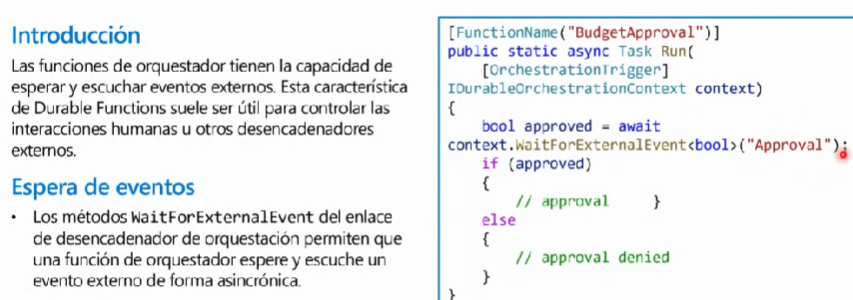 Introducción
Las funciones de orquestador tienen la capacidad de
esperar y escuchar eventos externos. Esta característica
de Durable Functions suele ser útil para controlar las
interacciones humanas u otros desencadenadores
externos.
Espera de eventos
• Los métodos WaitForExternalEvent del enlace
de desencadenador de orquestación permiten que
una función de orquestador espere y escuche un
evento externo de forma asincrónica.
[FunctionName("BudgetApproval")]
public static async Task Run(
[OrchestrationTrigger]
IDurableOrchestrationContext context)
{
bool approved = await
context.WaitForExternalEvent<bool>("Approval");
if (approved)
{
// approval }
else
{
// approval denied
}
}